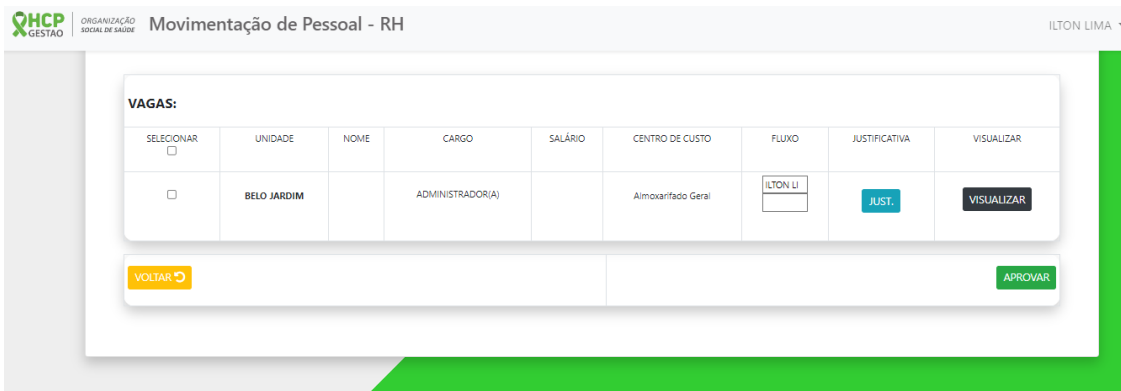 HCP GESTAO
ORGANIZAÇÃO SOCIAL DE SAÚDE
Movimentação de Pessoal - RH
ILTON LIMA
VAGAS:
SELECIONAR UNIDADE NOME CARGO SALÁRIO CENTRO DE CUSTO FLUXO JUSTIFICATIVA VISUALIZAR
BELO JARDIM ADMINISTRADOR(A) Almoxarifado Geral ILTON LI JUST. VISUALIZAR
VOLTAR APROVAR